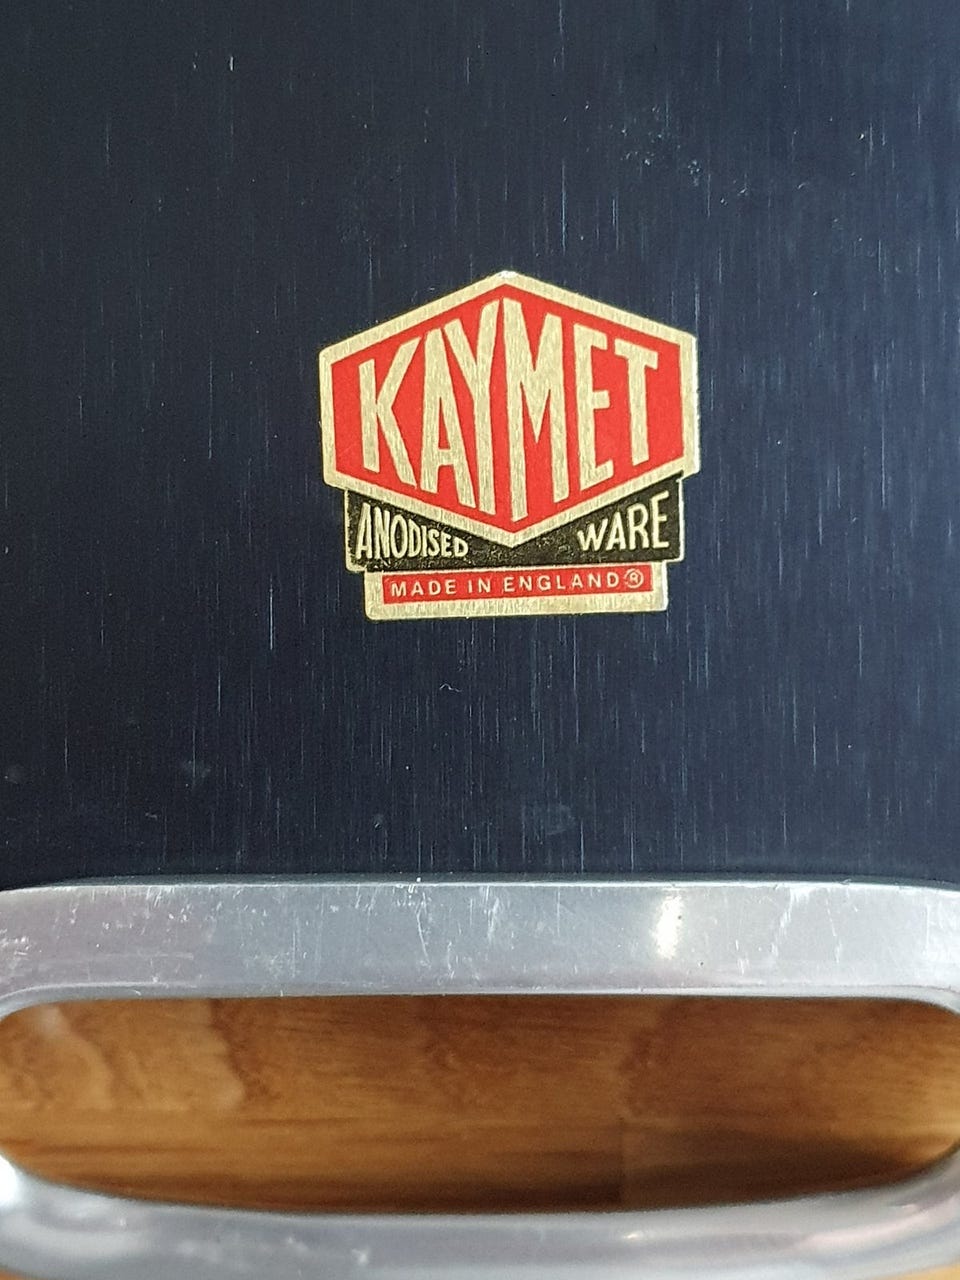 KAYMET
ANODISED WARE
MADE IN ENGLAND ®